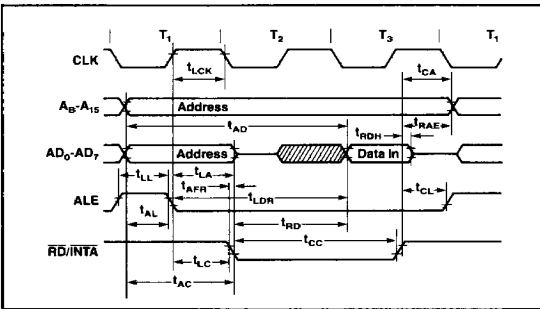 T1 T2 T3 T1
CLK
tLCK tCA
A8-A15 Address
tAD tRDH tRAE
AD0-AD7 Address Data In
tLL tLA tAFR tLDR tCL
ALE
tAL tRD tCC
RD/INTA
tLC
tAC